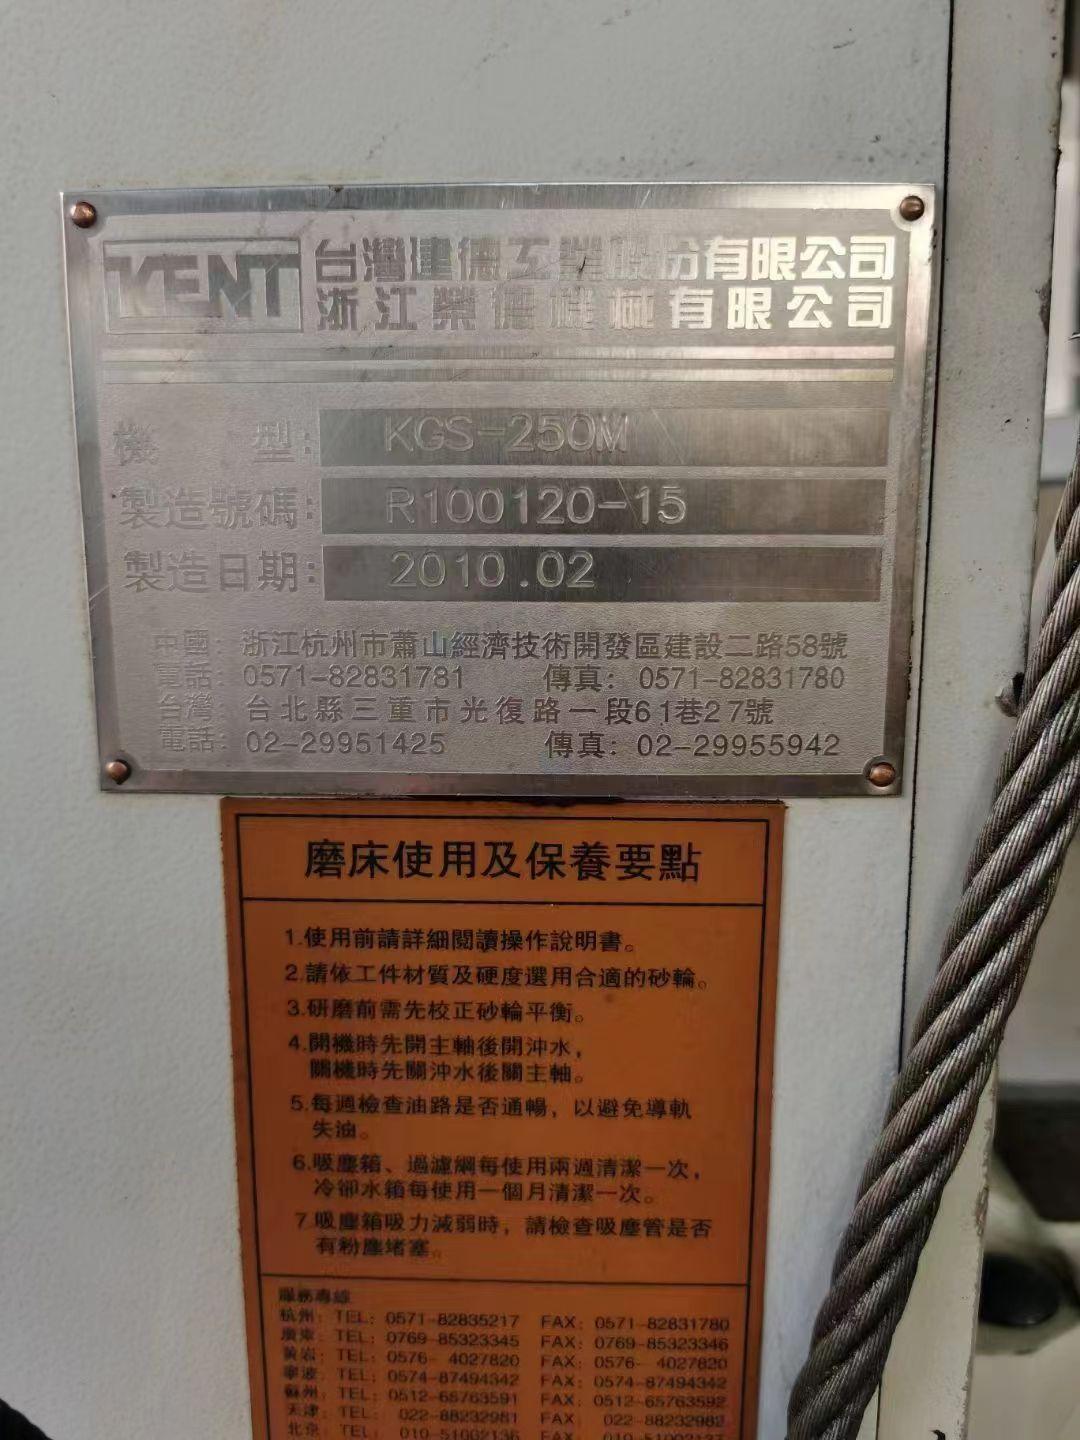 KENT
台灣建德工業股份有限公司
浙江榮德機械有限公司
機 型: KGS-250M
製造號碼: R100120-15
製造日期: 2010.02
中國: 浙江杭州市蕭山經濟技術開發區建設二路58號
電話: 0571-82831781 傳真: 0571-82831780
台灣: 台北縣三重市光復路一段61巷27號
電話: 02-29951425 傳真: 02-29955942
磨床使用及保養要點
1.使用前請詳細閱讀操作說明書。
2.請依工件材質及硬度選用合適的砂輪。
3.研磨前需先校正砂輪平衡。
4.開機時先開主軸後開沖水，
關機時先關沖水後關主軸。
5.每週檢查油路是否通暢，以避免導軌
失油。
6.吸塵箱、過濾網每使用兩週清潔一次，
冷卻水箱每使用一個月清潔一次。
7.吸塵箱吸力減弱時，請檢查吸塵管是否
有粉塵堵塞。
服務專線
杭州: TEL: 0571-82835217 FAX: 0571-82831780
廣東: TEL: 0769-85323345 FAX: 0769-85323346
黃岩: TEL: 0576- 4027820 FAX: 0576- 4027820
寧波: TEL: 0574-87494342 FAX: 0574-87494342
蘇州: TEL: 0512-65763591 FAX: 0512-65763592
天津: TEL: 022-88232981 FAX: 022-88232982
北京: TEL: 010-51002136 FAX: 010-51002137